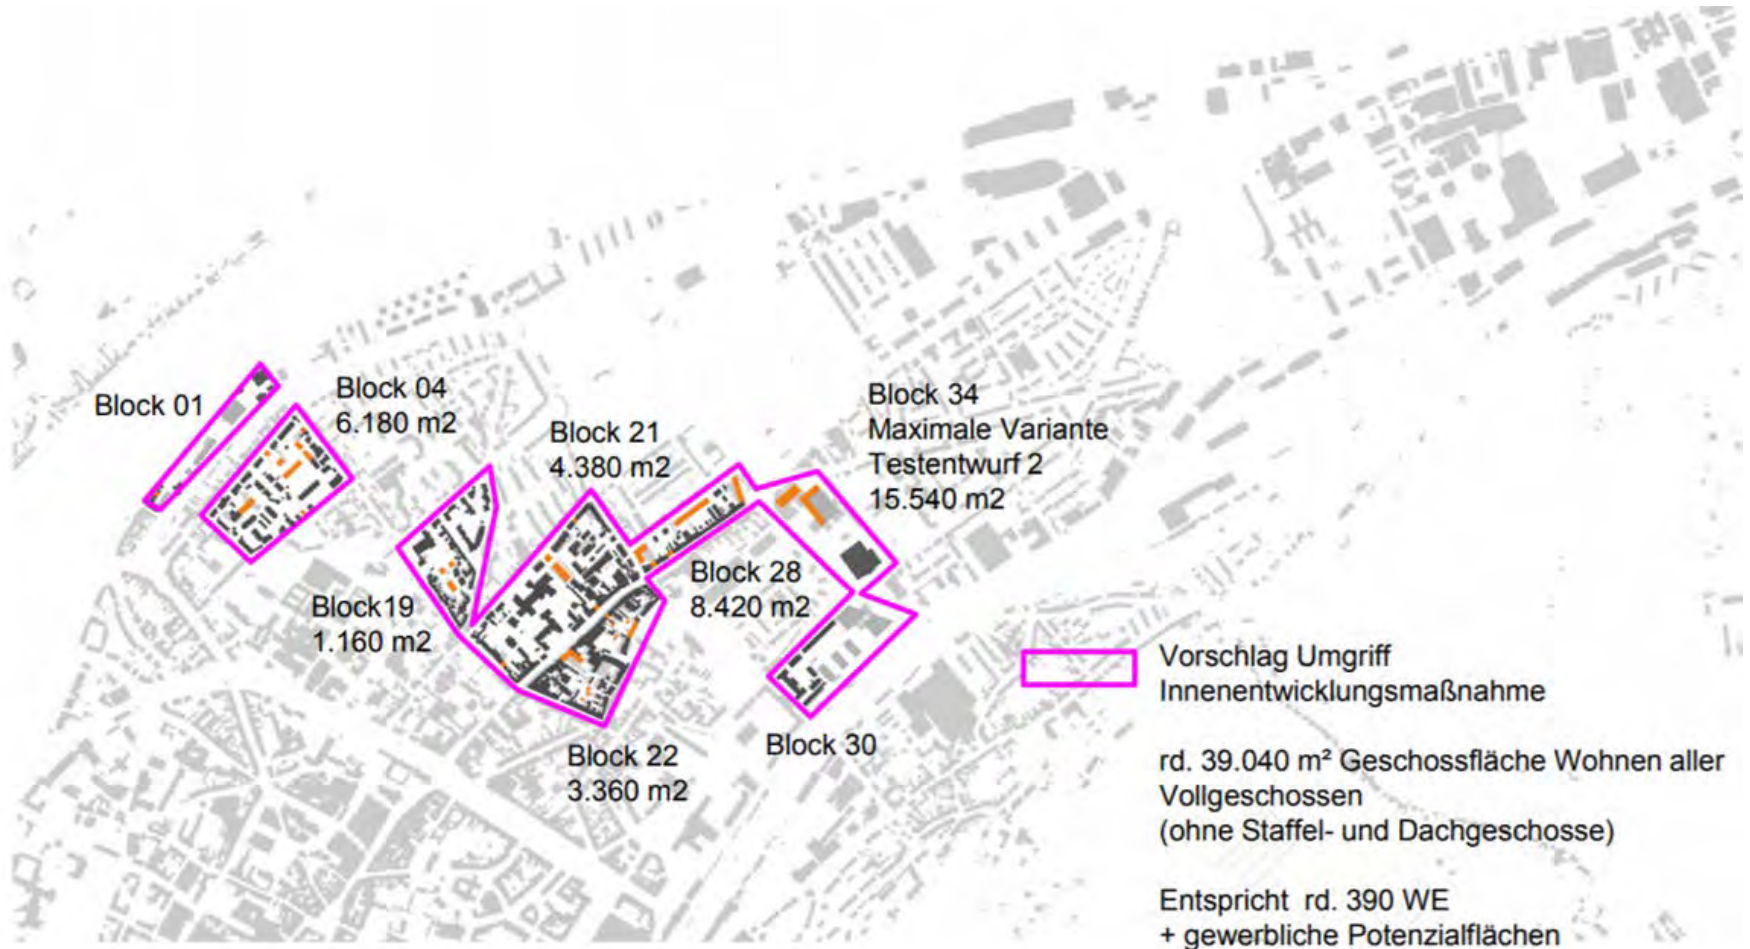 Block 01
Block 04
6.180 m2
Block 21
4.380 m2
Block 34
Maximale Variante
Testentwurf 2
15.540 m2
Block19
1.160 m2
Block 28
8.420 m2
Block 22
3.360 m2
Block 30
Vorschlag Umgriff
Innenentwicklungsmaßnahme
rd. 39.040 m² Geschossfläche Wohnen aller
Vollgeschossen
(ohne Staffel- und Dachgeschosse)
Entspricht rd. 390 WE
+ gewerbliche Potenzialflächen